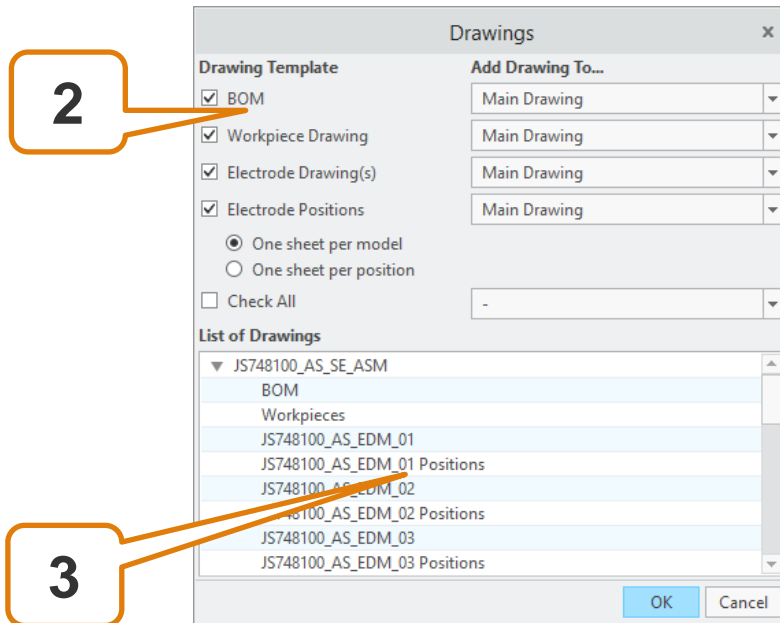 Drawings x
Drawing Template Add Drawing To...
2
BOM Main Drawing
Workpiece Drawing Main Drawing
Electrode Drawing(s) Main Drawing
Electrode Positions Main Drawing
One sheet per model
One sheet per position
Check All -
List of Drawings
JS748100_AS_SE_ASM
BOM
Workpieces
JS748100_AS_EDM_01
JS748100_AS_EDM_01 Positions
JS748100_AS_EDM_02
JS748100_AS_EDM_02 Positions
JS748100_AS_EDM_03
JS748100_AS_EDM_03 Positions
3
OK Cancel